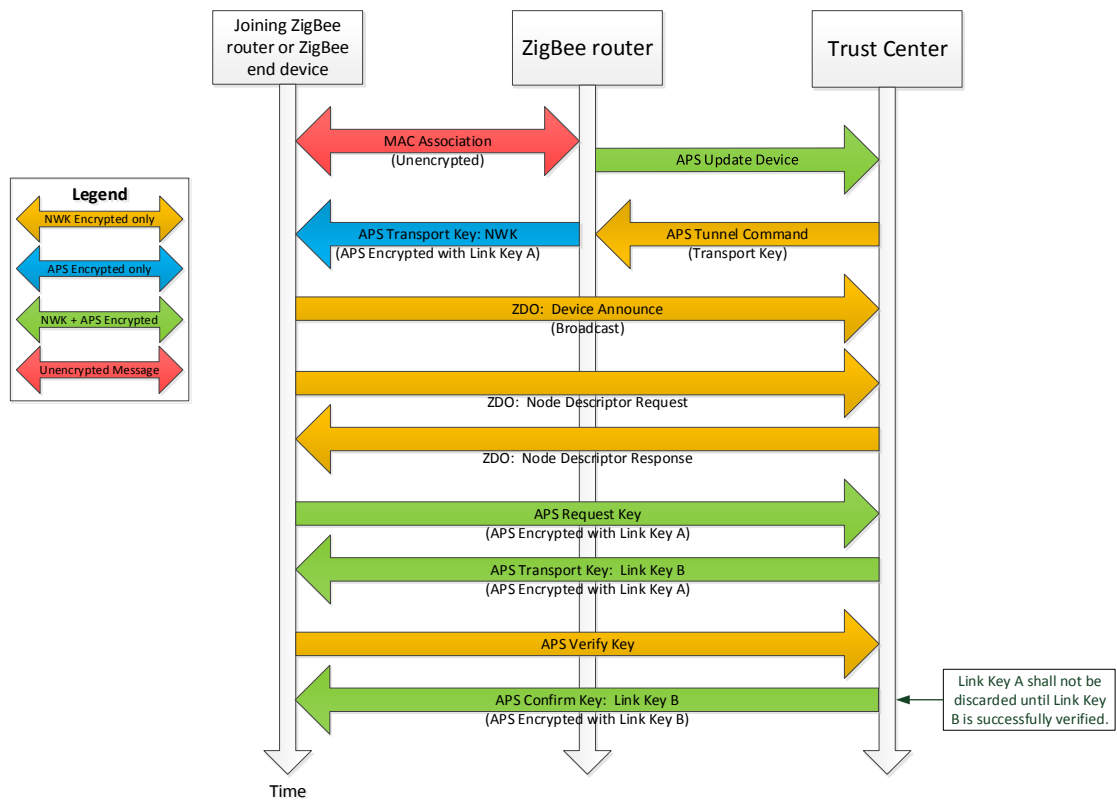 Joining ZigBee
router or ZigBee
end device
ZigBee router
Trust Center
MAC Association
(Unencrypted)
APS Update Device
Legend
NWK Encrypted only
APS Encrypted only
NWK + APS Encrypted
Unencrypted Message
APS Transport Key: NWK
(APS Encrypted with Link Key A)
APS Tunnel Command
(Transport Key)
ZDO: Device Announce
(Broadcast)
ZDO: Node Descriptor Request
ZDO: Node Descriptor Response
APS Request Key
(APS Encrypted with Link Key A)
APS Transport Key: Link Key B
(APS Encrypted with Link Key A)
APS Verify Key
APS Confirm Key: Link Key B
(APS Encrypted with Link Key B)
Link Key A shall not be
discarded until Link Key
B is successfully verified.
Time